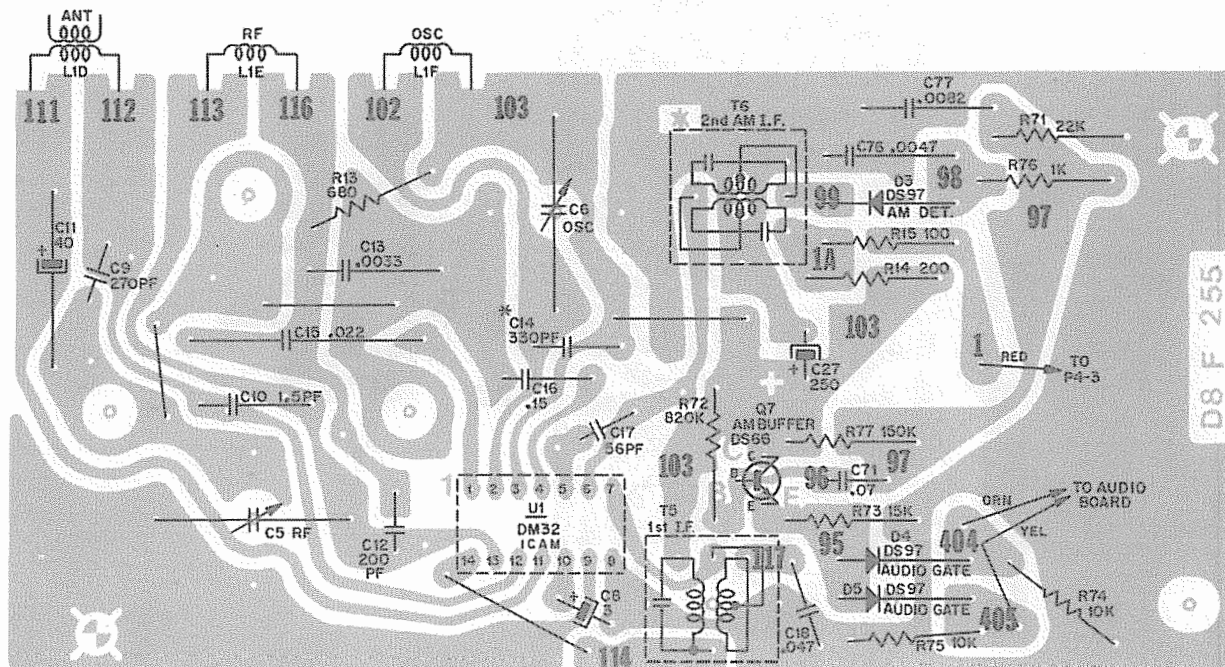 ANT
L1D
RF
L1E
OSC
L1F
111
112
113
116
102
103
C77
.0082
T6
2nd AM I.F.
*
R71
22K
C76 .0047
R76
1K
98
97
D3
DS97
AM DET.
99
R13
680
C6
OSC
C11
40
+
C9
270PF
C13
.0033
R15 100
1A
R14 200
D8 F 255
*
C14
330PF
C15 .022
103
1
RED
TO
P4-3
C27
250
+
C16
.15
C10 1.5PF
R72
820K
Q7
AM BUFFER
DS66
C17
56PF
R77 150K
97
103
C
B
E
96
C71
.07
1 2 3 4 5 6 7
U1
DM32
ICAM
14 13 12 11 10 9 8
C5 RF
C12
200
PF
T5
1st I.F.
R73 15K
95
ORN
TO AUDIO
BOARD
YEL
404
D4
DS97
AUDIO GATE
117
D5
DS97
AUDIO GATE
R74
10K
405
C8
3
+
C18
.047
R75 10K
114